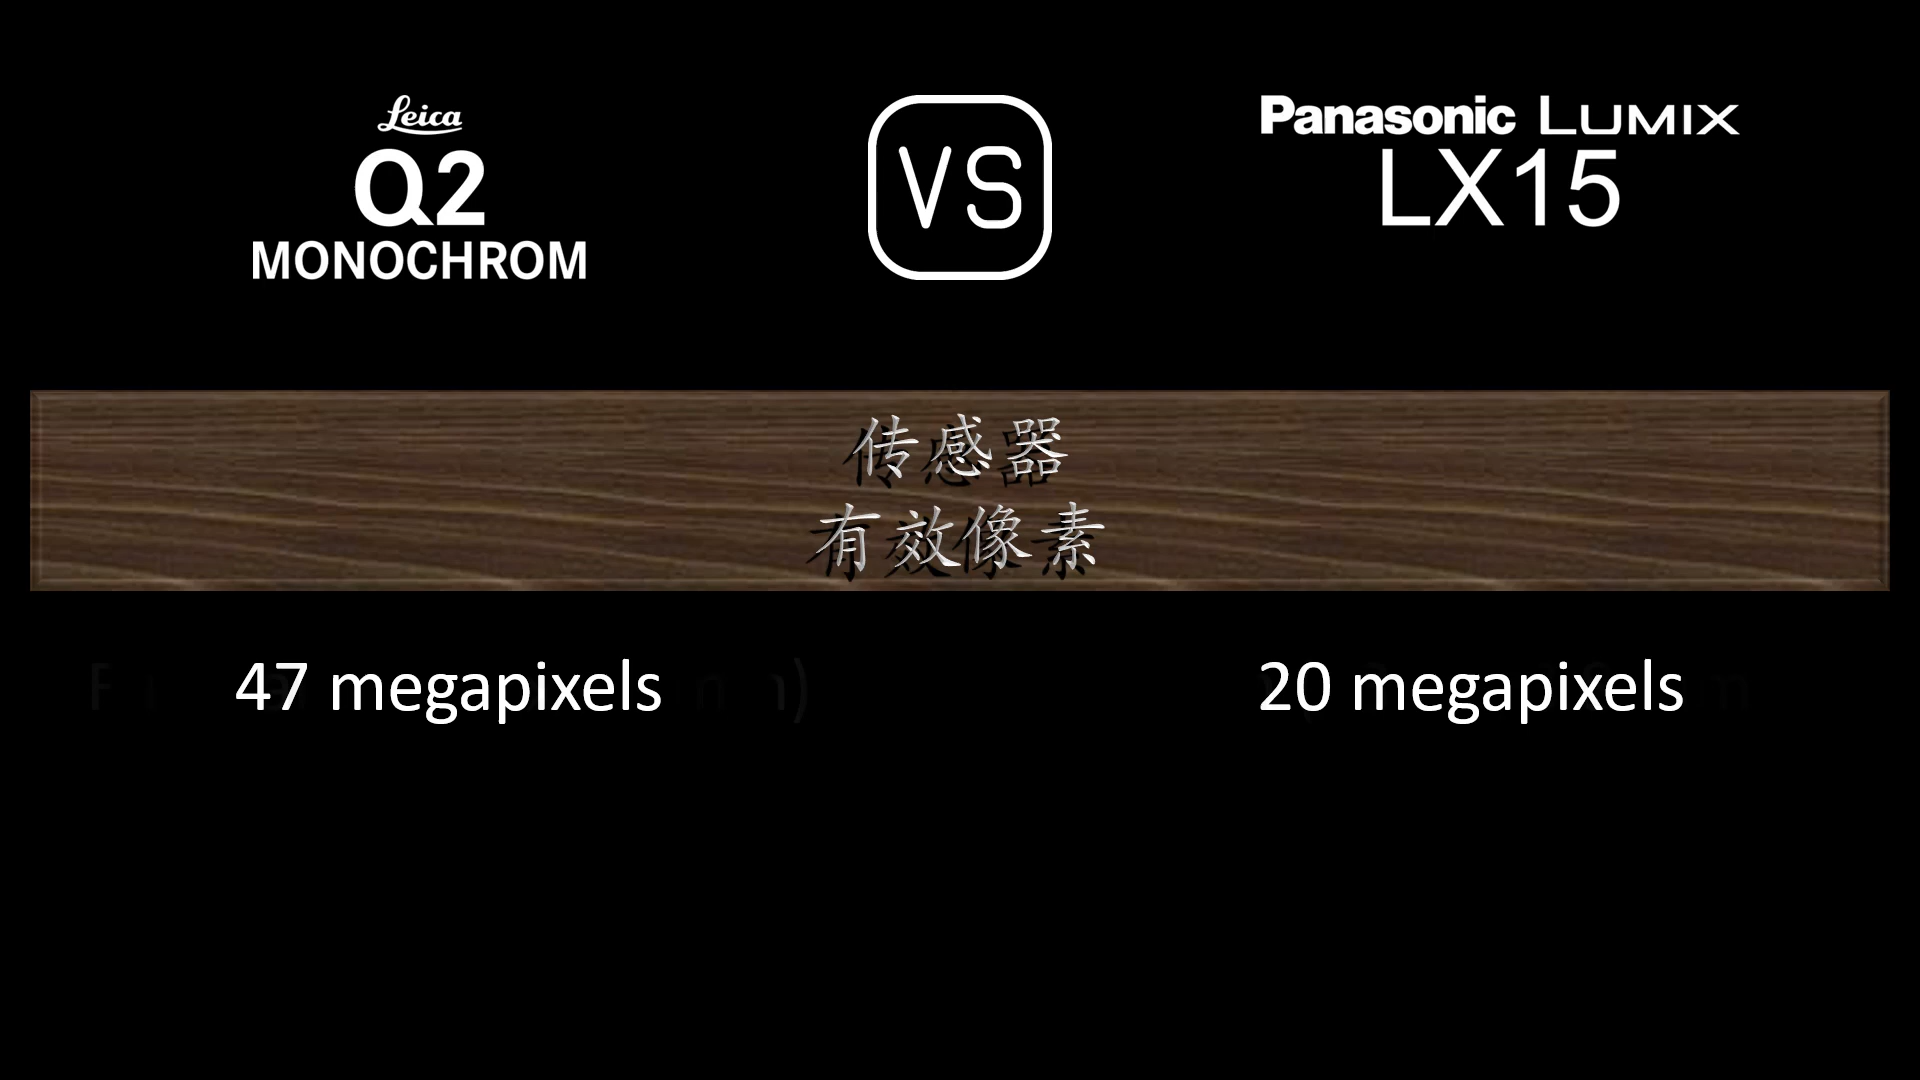 Leica
Q2
MONOCHROM
VS
Panasonic LUMIX
LX15
传感器
有效像素
47 megapixels
20 megapixels